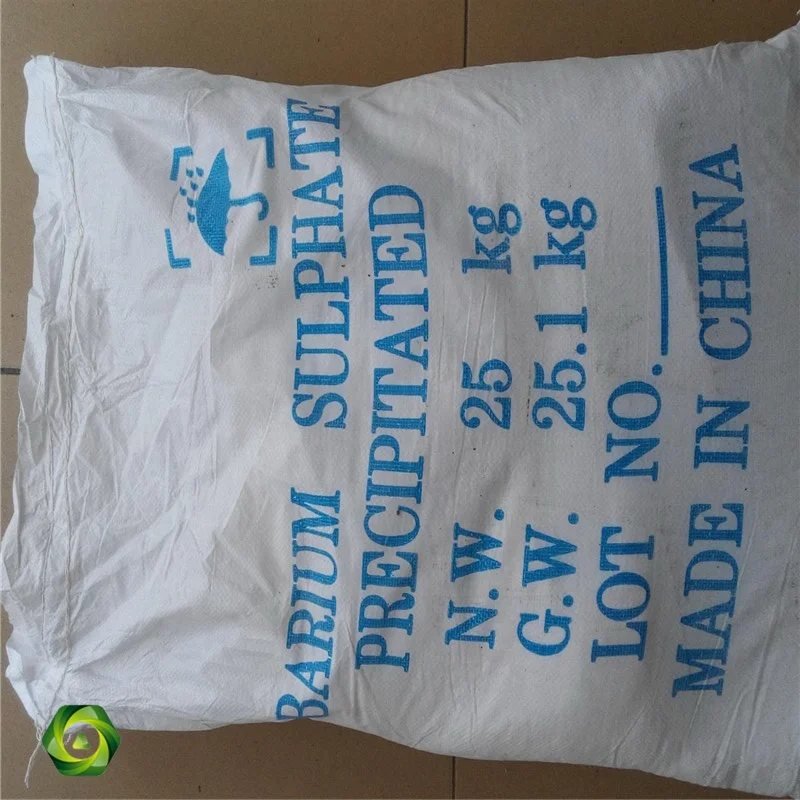 BARIUM SULPHATE
PRECIPITATED
N.W. 25 kg
G.W. 25.1 kg
LOT NO.
MADE IN CHINA